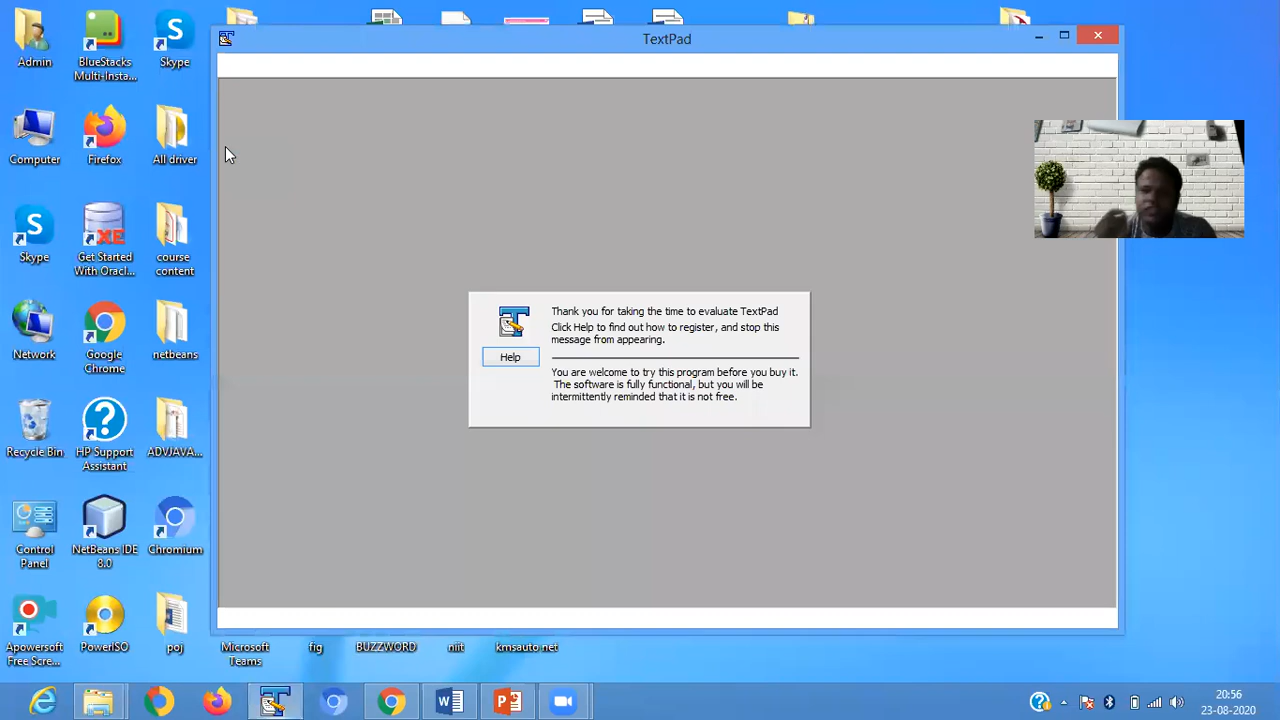 TextPad
Admin
BlueStacks
Multi-Insta...
Skype
Computer
Firefox
All driver
Skype
Get Started
With Oracl...
course
content
Network
Google
Chrome
netbeans
Recycle Bin
HP Support
Assistant
ADVJAVA...
Control
Panel
NetBeans IDE
8.0
Chromium
Apowersoft
Free Scre...
PowerISO
poj
Microsoft
Teams
fig
BUZZWORD
niit
kmsauto net
Thank you for taking the time to evaluate TextPad
Click Help to find out how to register, and stop this
message from appearing.
Help
You are welcome to try this program before you buy it.
The software is fully functional, but you will be
intermittently reminded that it is not free.
20:56
23-08-2020